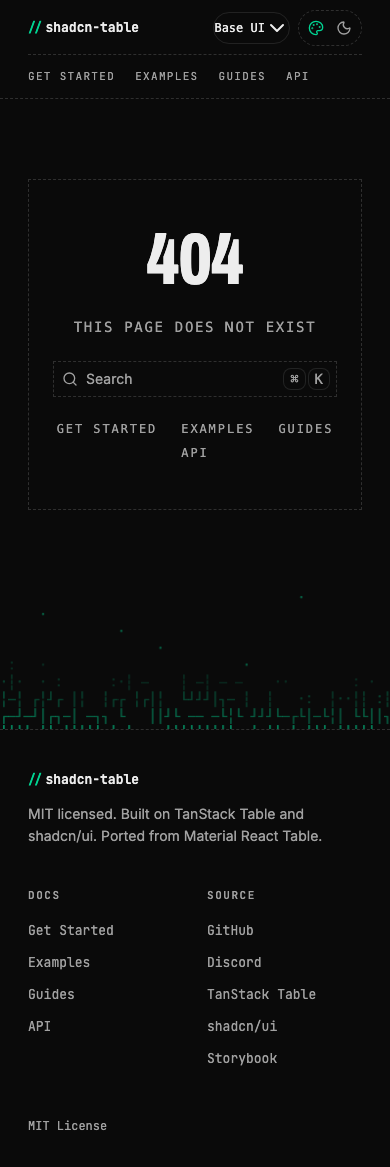 // shadcn-table
Base UI
GET STARTED EXAMPLES GUIDES API
404
THIS PAGE DOES NOT EXIST
Search ⌘ K
GET STARTED EXAMPLES GUIDES
API
// shadcn-table
MIT licensed. Built on TanStack Table and
shadcn/ui. Ported from Material React Table.
DOCS
Get Started
Examples
Guides
API
SOURCE
GitHub
Discord
TanStack Table
shadcn/ui
Storybook
MIT License